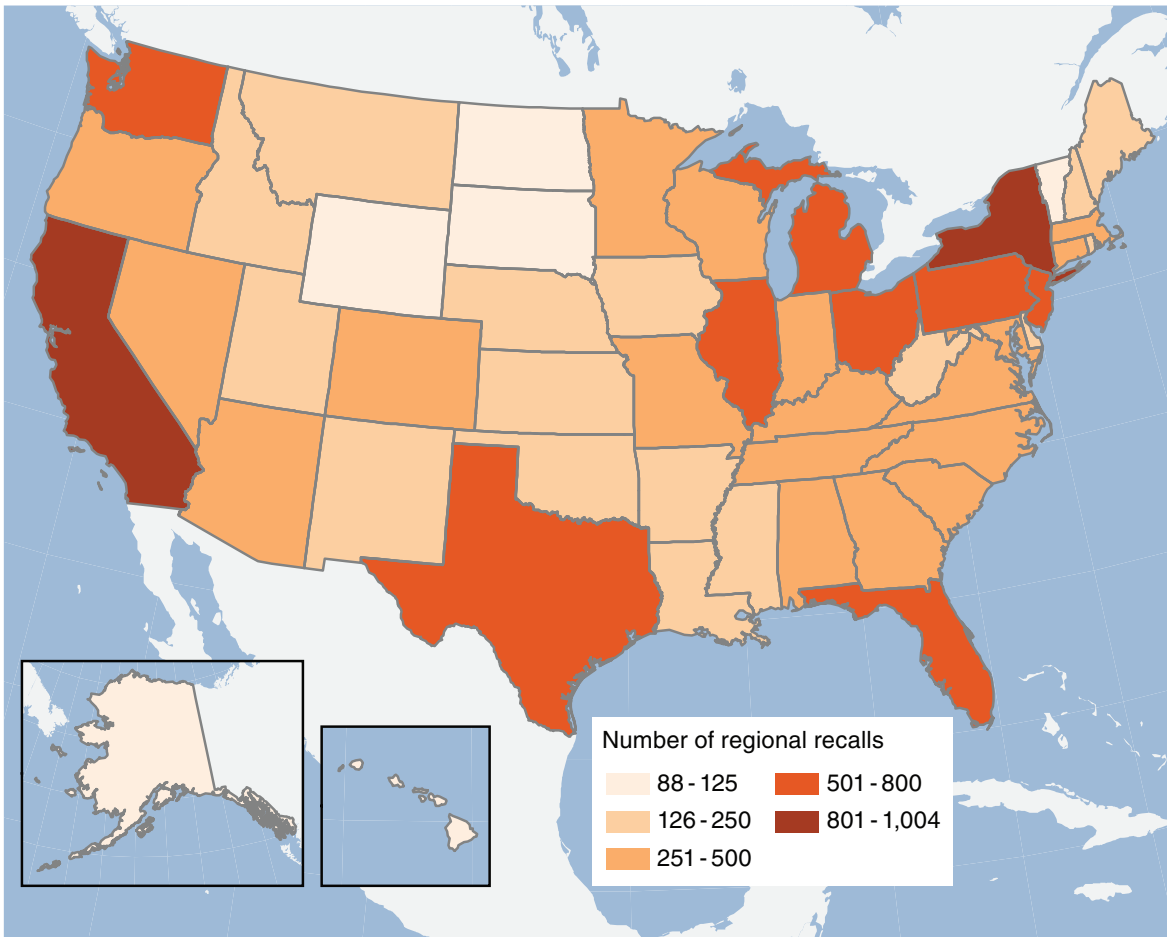 Number of regional recalls
88 - 125
126 - 250
251 - 500
501 - 800
801 - 1,004